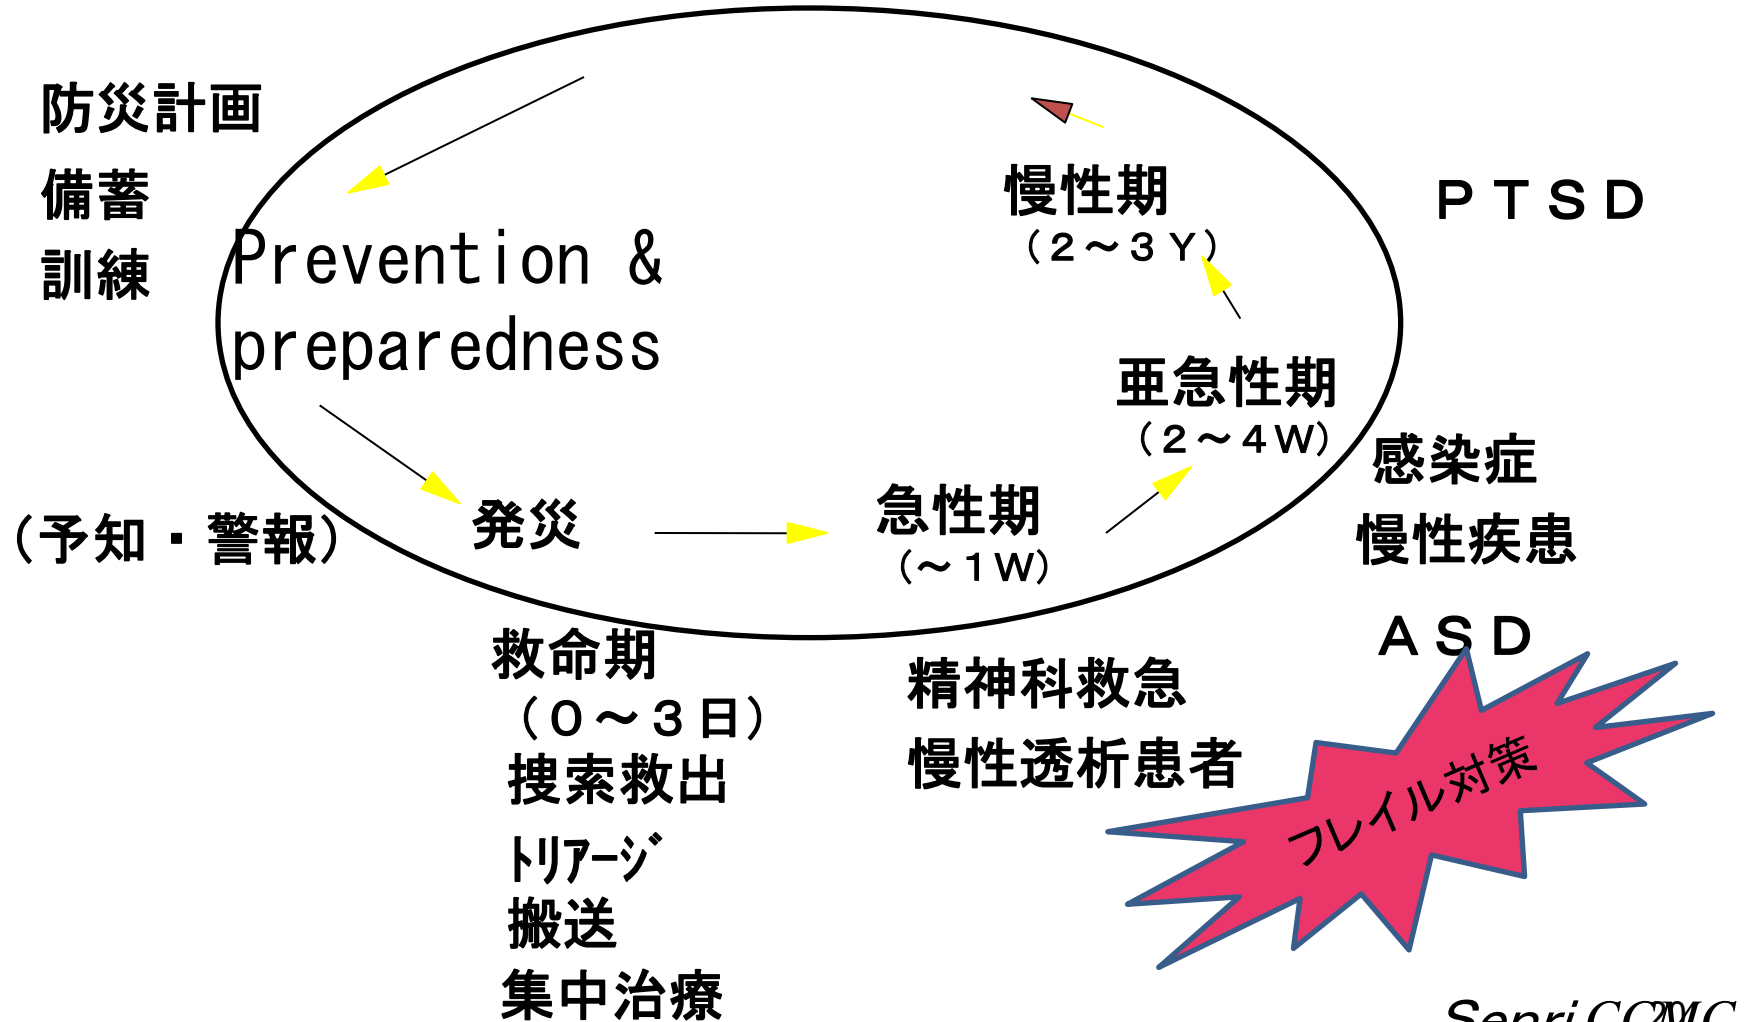 防災計画
備蓄
訓練
Prevention &
preparedness
慢性期
（２～３Ｙ）
ＰＴＳＤ
亜急性期
（２～４Ｗ）
感染症
慢性疾患
ＡＳＤ
（予知・警報）
発災
急性期
（～１Ｗ）
救命期
（０～３日）
捜索救出
ﾄﾘｱｰｼﾞ
搬送
集中治療
精神科救急
慢性透析患者
フレイル対策
Senri CCMC
20